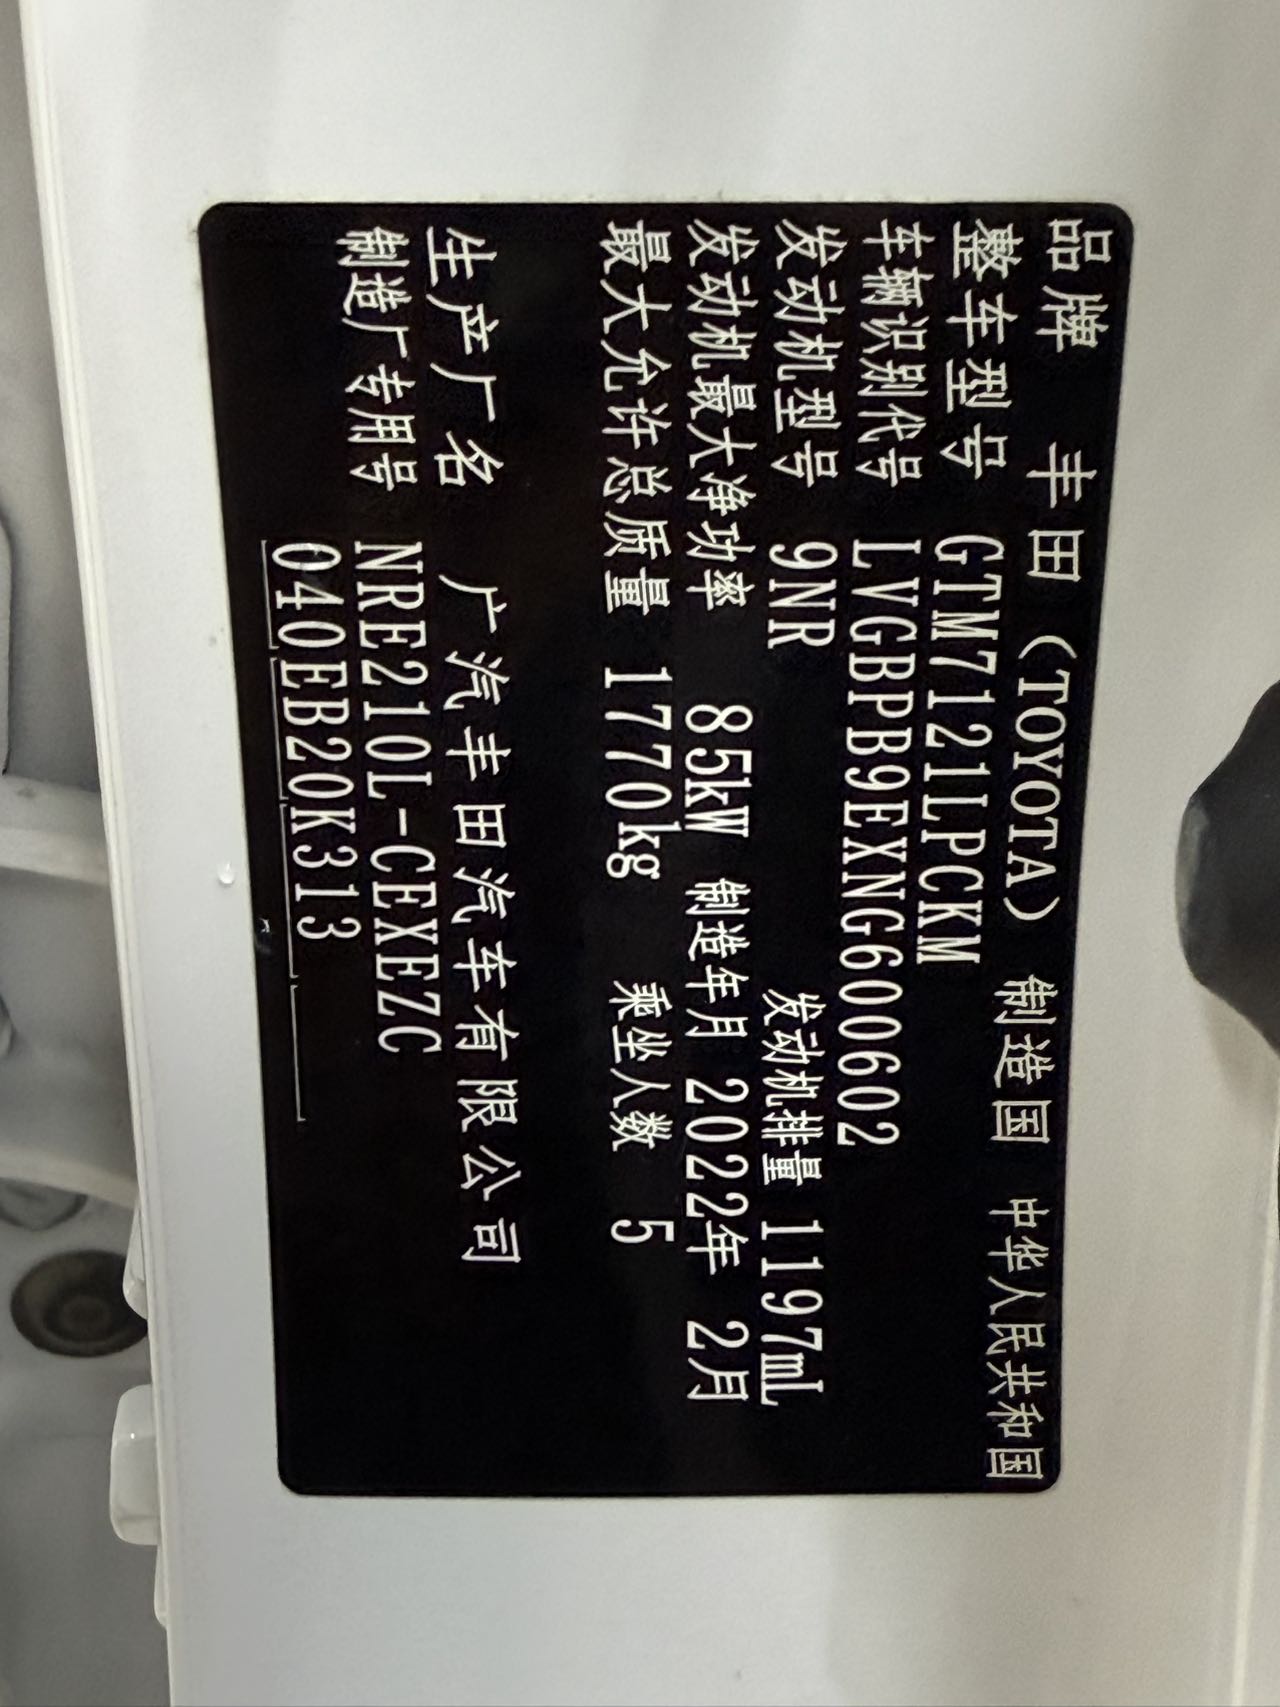 品牌 丰田（TOYOTA） 制造国 中华人民共和国
整车型号 GTM7121LPCKM
车辆识别代号 LVGBPB9EXNG600602
发动机型号 9NR 发动机排量 1197mL
发动机最大净功率 85kW 制造年月 2022年 2月
最大允许总质量 1770kg 乘坐人数 5
生产厂名 广汽丰田汽车有限公司
制造厂专用号 NRE210L-CEXEZC
040EB20K313